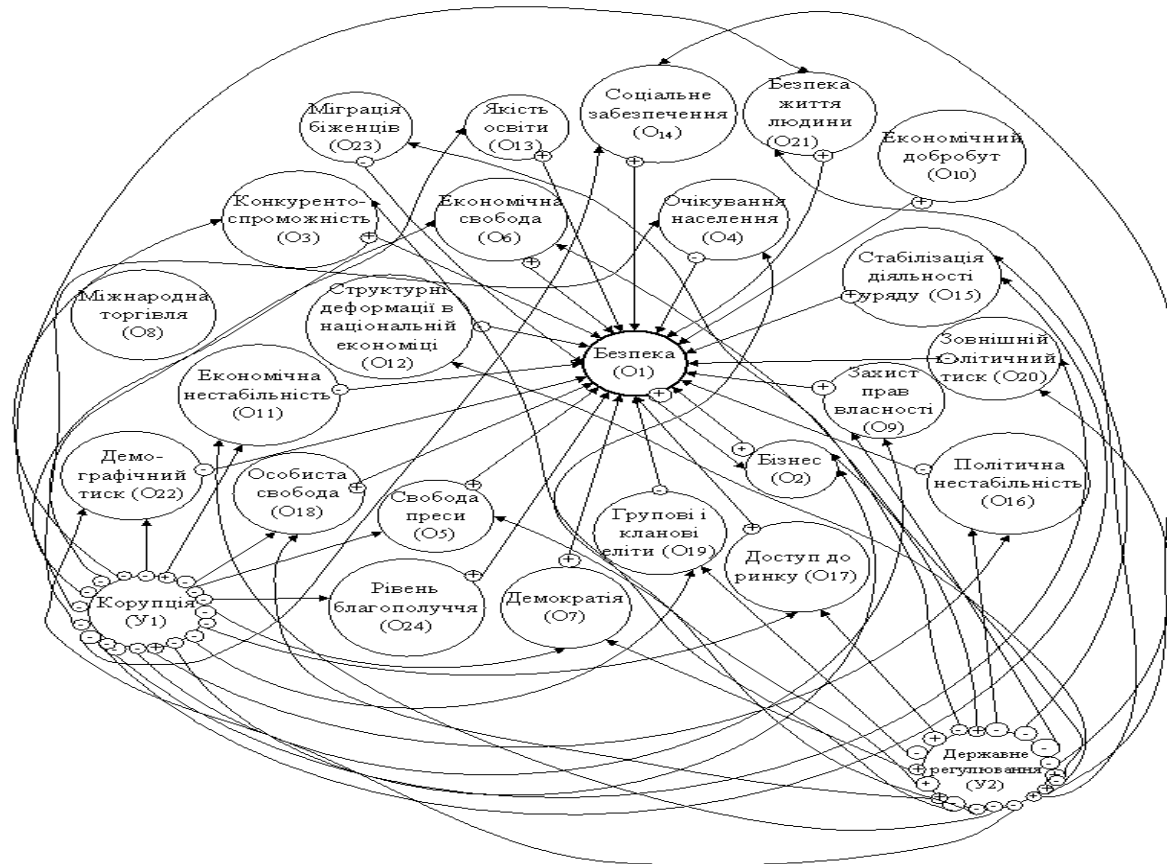 Соціальне
забезпечення
(О14)
Безпека
життя
людини
(О21)
Міграція
біженців
(О23)
Якість
освіти
(О13)
Економічний
добробут
(О10)
Конкуренто-
спроможність
(О3)
Економічна
свобода
(О6)
Очікування
населення
(О4)
Стабілізація
діяльності
уряду (О15)
Міжнародна
торгівля
(О8)
Структурні
деформації в
національній
економіці
(О12)
Безпека
(О1)
Зовнішній
політичний
тиск (О20)
Економічна
нестабільність
(О11)
Захист
прав
власності
(О9)
Демо-
графічний
тиск (О22)
Особиста
свобода
(О18)
Свобода
преси
(О5)
Бізнес
(О2)
Політична
нестабільність
(О16)
Групові і
кланові
еліти (О19)
Доступ до
ринку (О17)
Корупція
(У1)
Рівень
благополуччя
(О24)
Демократія
(О7)
Державне
регулювання
(У2)